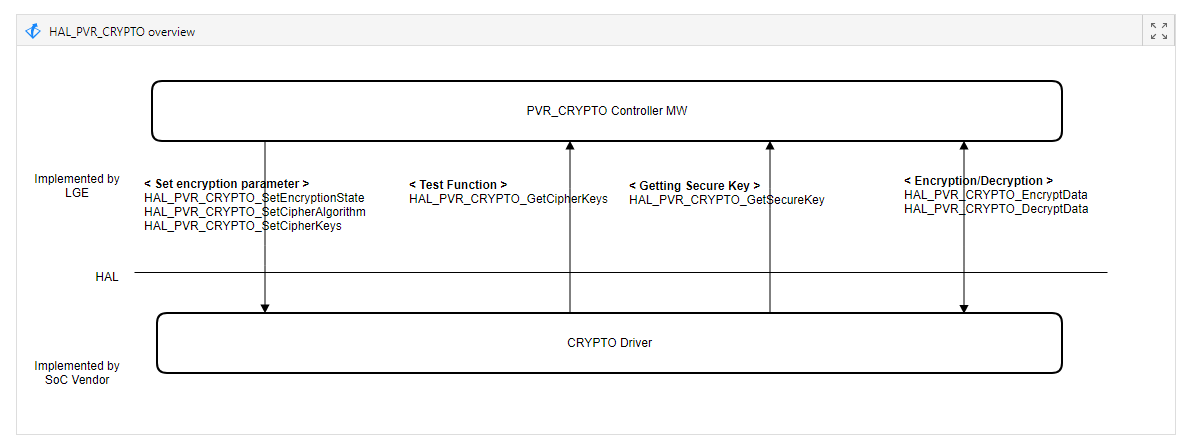 HAL_PVR_CRYPTO overview
PVR_CRYPTO Controller MW
Implemented by
LGE
< Set encryption parameter >
HAL_PVR_CRYPTO_SetEncryptionState
HAL_PVR_CRYPTO_SetCipherAlgorithm
HAL_PVR_CRYPTO_SetCipherKeys
< Test Function >
HAL_PVR_CRYPTO_GetCipherKeys
< Getting Secure Key >
HAL_PVR_CRYPTO_GetSecureKey
< Encryption/Decryption >
HAL_PVR_CRYPTO_EncryptData
HAL_PVR_CRYPTO_DecryptData
HAL
CRYPTO Driver
Implemented by
SoC Vendor